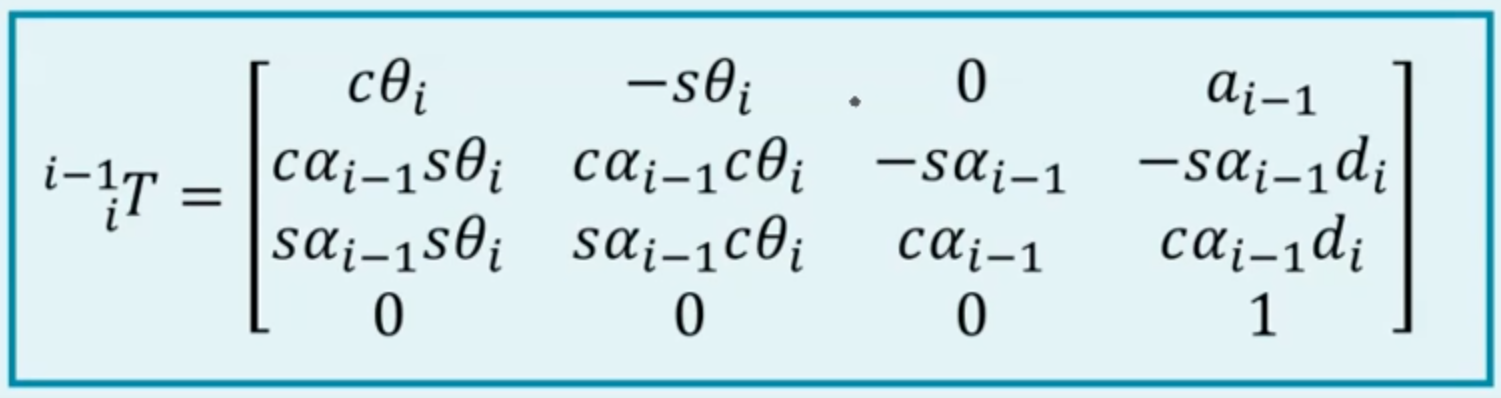 ^{i-1}_{i}T = [ cθ_i  -sθ_i  0  a_{i-1}
cα_{i-1}sθ_i  cα_{i-1}cθ_i  -sα_{i-1}  -sα_{i-1}d_i
sα_{i-1}sθ_i  sα_{i-1}cθ_i  cα_{i-1}  cα_{i-1}d_i
0  0  0  1 ]